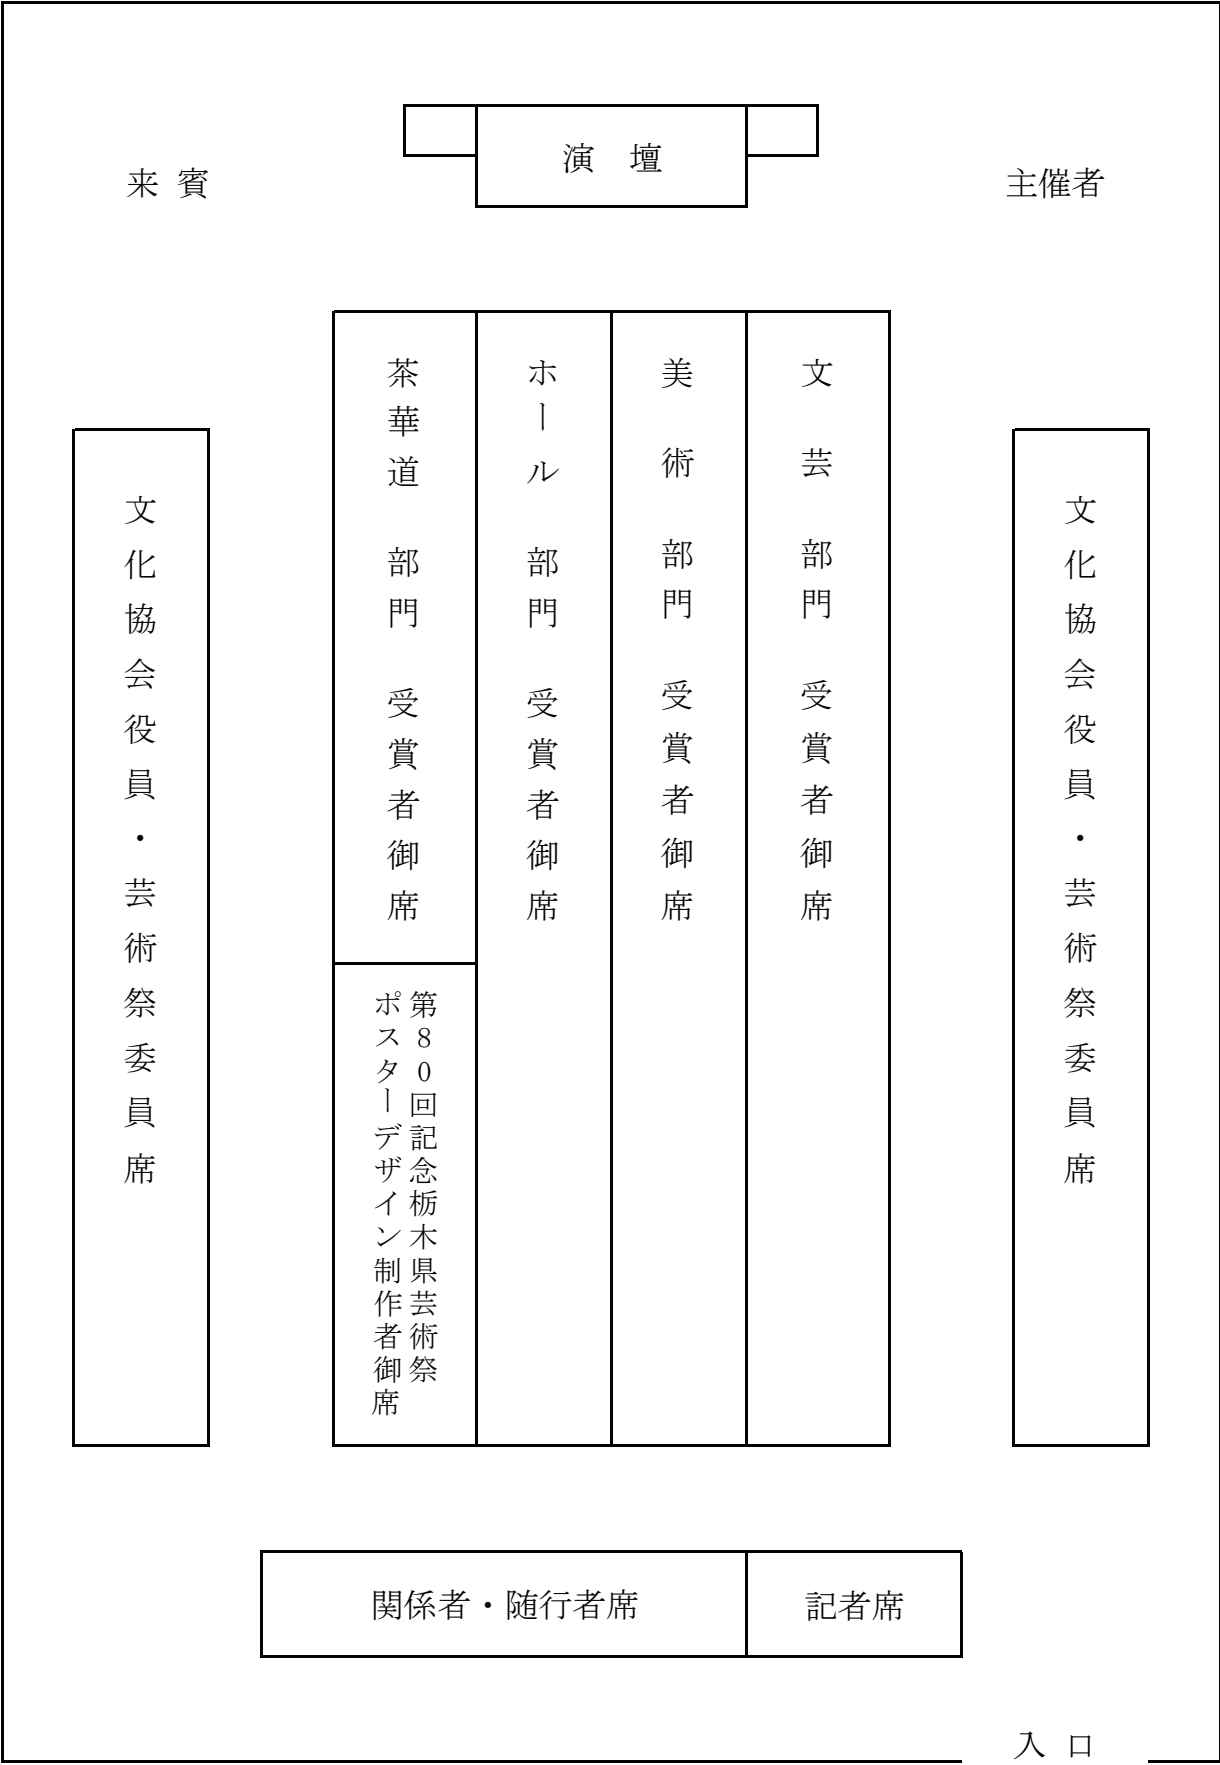 演　壇
来 賓
主催者
文 芸 部門 受賞者御席
美 術 部門 受賞者御席
ホール 部門 受賞者御席
茶華道 部門 受賞者御席
第80回記念栃木県芸術祭
ポスターデザイン制作者御席
文化協会役員・芸術祭委員席
文化協会役員・芸術祭委員席
関係者・随行者席
記者席
入 口